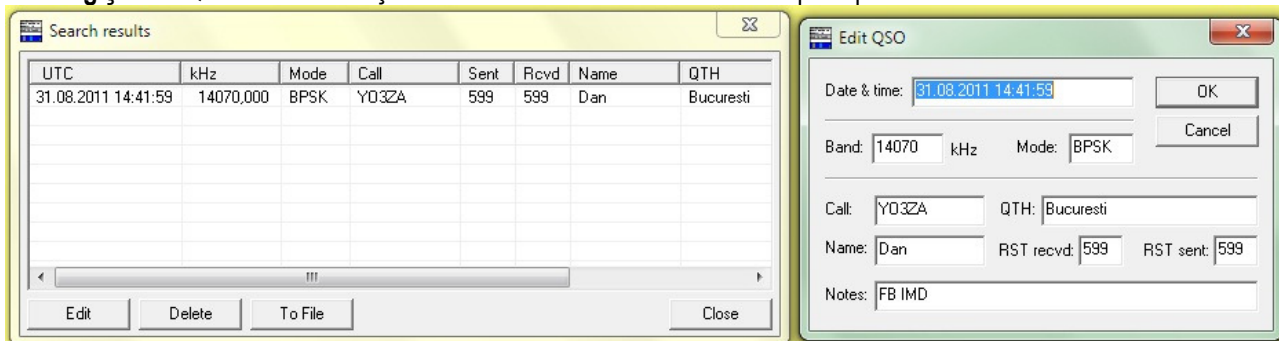 Search results
UTC kHz Mode Call Sent Rcvd Name QTH
31.08.2011 14:41:59 14070,000 BPSK YO3ZA 599 599 Dan Bucuresti
Edit Delete To File Close
Edit QSO
Date & time: 31.08.2011 14:41:59 OK
Cancel
Band: 14070 kHz Mode: BPSK
Call: YO3ZA QTH: Bucuresti
Name: Dan RST recvd: 599 RST sent: 599
Notes: FB IMD